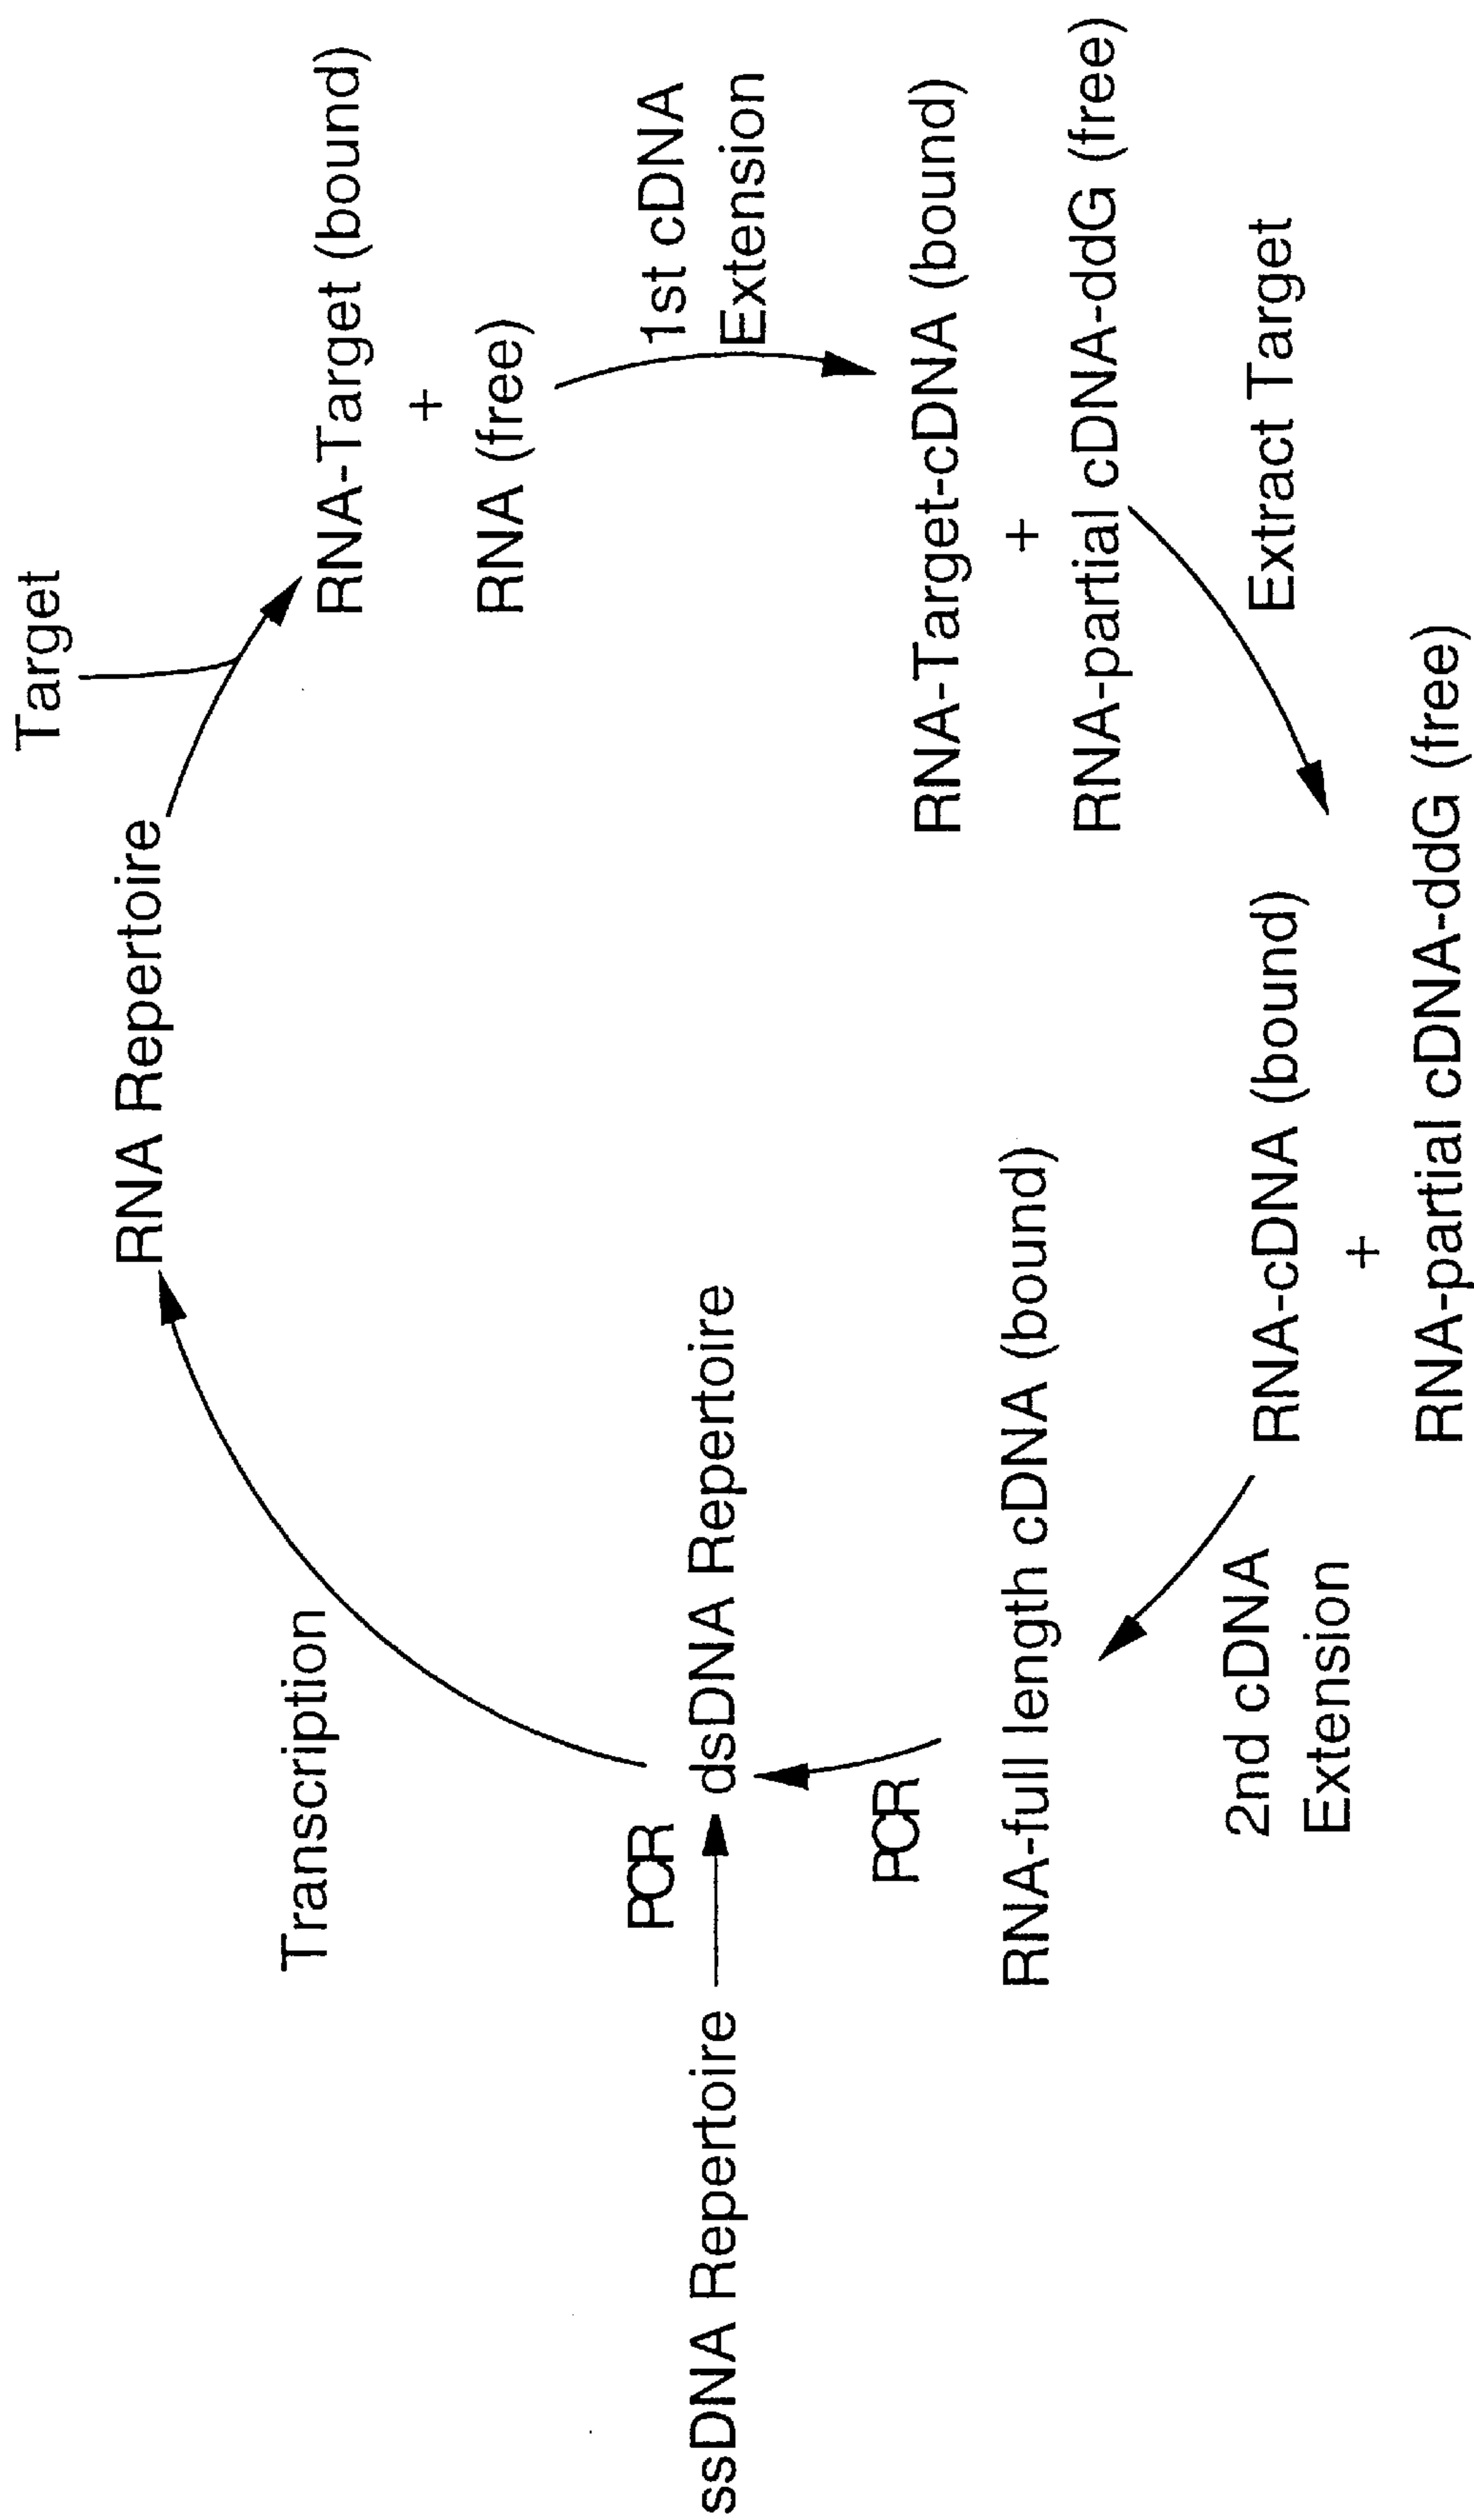 Target
RNA Repertoire
RNA-Target (bound)
+
RNA (free)
Transcription
1st cDNA
Extension
PCR
ssDNA Repertoire
dsDNA Repertoire
PCR
RNA-Target-cDNA (bound)
+
RNA-partial cDNA-ddG (free)
RNA-full length cDNA (bound)
Extract Target
2nd cDNA
Extension
RNA-cDNA (bound)
+
RNA-partial cDNA-ddG (free)